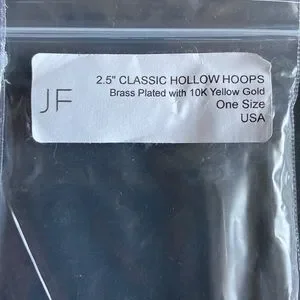 2.5" CLASSIC HOLLOW HOOPS
Brass Plated with 10K Yellow Gold
JF
One Size
USA